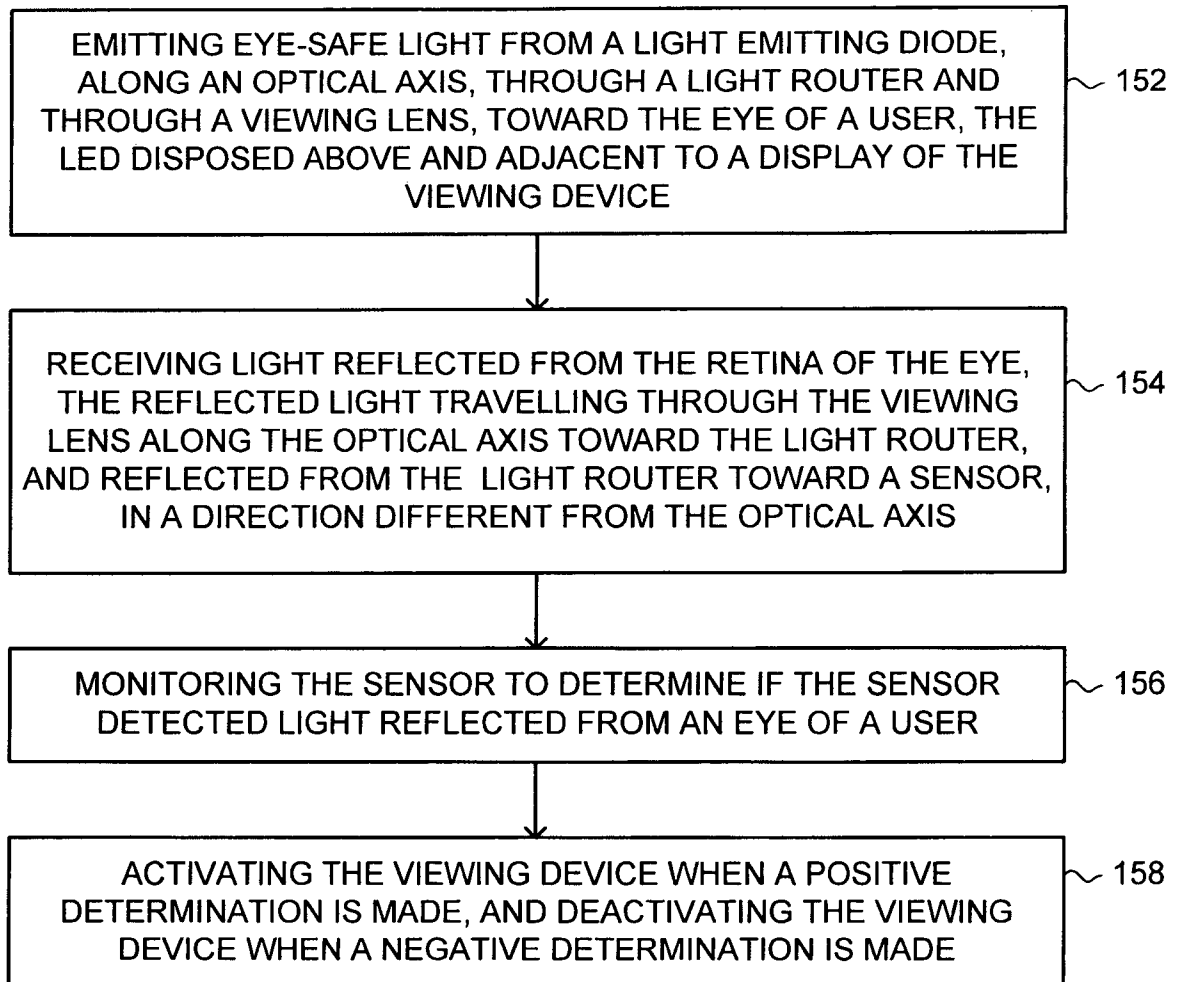 EMITTING EYE-SAFE LIGHT FROM A LIGHT EMITTING DIODE,
ALONG AN OPTICAL AXIS, THROUGH A LIGHT ROUTER AND
THROUGH A VIEWING LENS, TOWARD THE EYE OF A USER, THE
LED DISPOSED ABOVE AND ADJACENT TO A DISPLAY OF THE
VIEWING DEVICE
152
RECEIVING LIGHT REFLECTED FROM THE RETINA OF THE EYE,
THE REFLECTED LIGHT TRAVELLING THROUGH THE VIEWING
LENS ALONG THE OPTICAL AXIS TOWARD THE LIGHT ROUTER,
AND REFLECTED FROM THE LIGHT ROUTER TOWARD A SENSOR,
IN A DIRECTION DIFFERENT FROM THE OPTICAL AXIS
154
MONITORING THE SENSOR TO DETERMINE IF THE SENSOR
DETECTED LIGHT REFLECTED FROM AN EYE OF A USER
156
ACTIVATING THE VIEWING DEVICE WHEN A POSITIVE
DETERMINATION IS MADE, AND DEACTIVATING THE VIEWING
DEVICE WHEN A NEGATIVE DETERMINATION IS MADE
158